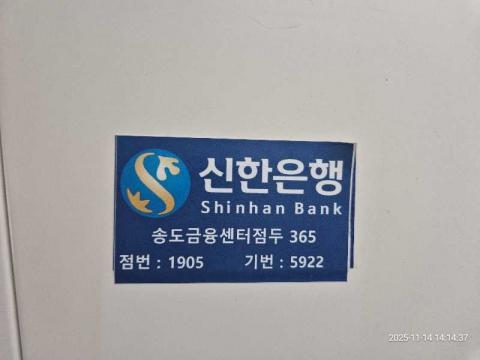 신한은행
Shinhan Bank
송도금융센터점두 365
점번 : 1905 기번 : 5922
2025-11-14 14:14:37